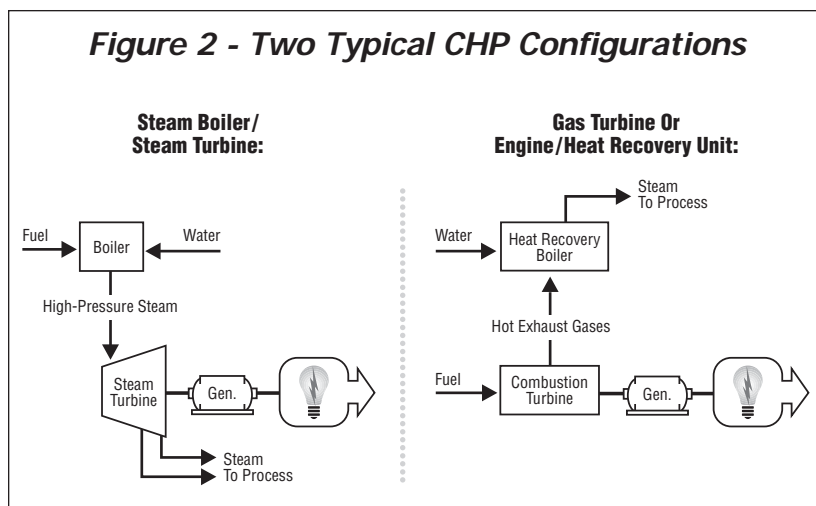 Figure 2 - Two Typical CHP Configurations
Steam Boiler/
Steam Turbine:
Fuel
Boiler
Water
High-Pressure Steam
Steam
Turbine
Gen.
Steam
To Process
Gas Turbine Or
Engine/Heat Recovery Unit:
Steam
To Process
Water
Heat Recovery
Boiler
Hot Exhaust Gases
Fuel
Combustion
Turbine
Gen.